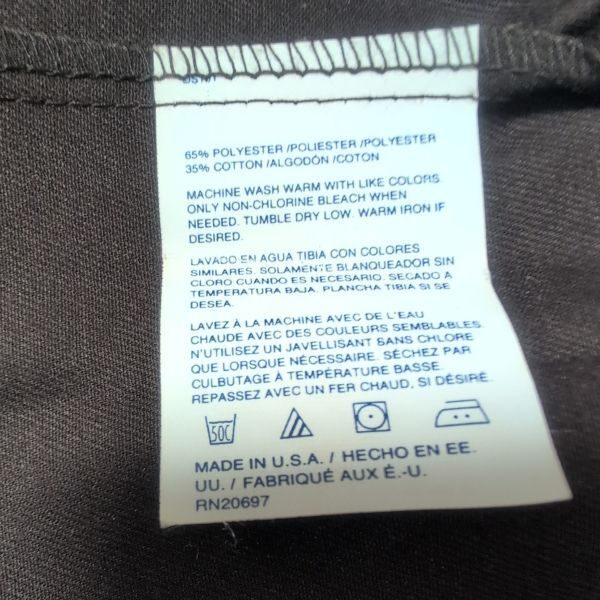 65% POLYESTER /POLIESTER /POLYESTER
35% COTTON /ALGODÓN /COTON
MACHINE WASH WARM WITH LIKE COLORS.
ONLY NON-CHLORINE BLEACH WHEN
NEEDED. TUMBLE DRY LOW. WARM IRON IF
DESIRED.
LAVADO EN AGUA TIBIA CON COLORES
SIMILARES. SOLAMENTE BLANQUEADOR SIN
CLORO CUANDO ES NECESARIO. SECADO A
TEMPERATURA BAJA. PLANCHA TIBIA SI SE
DESEA.
LAVEZ À LA MACHINE AVEC DE L'EAU
CHAUDE AVEC DES COULEURS SEMBLABLES.
N'UTILISEZ UN JAVELLISANT SANS CHLORE
QUE LORSQUE NÉCESSAIRE. SÉCHEZ PAR
CULBUTAGE À TEMPÉRATURE BASSE.
REPASSEZ AVEC UN FER CHAUD, SI DÉSIRÉ.
50C
MADE IN U.S.A. / HECHO EN EE.
UU. / FABRIQUÉ AUX É.-U.
RN20697